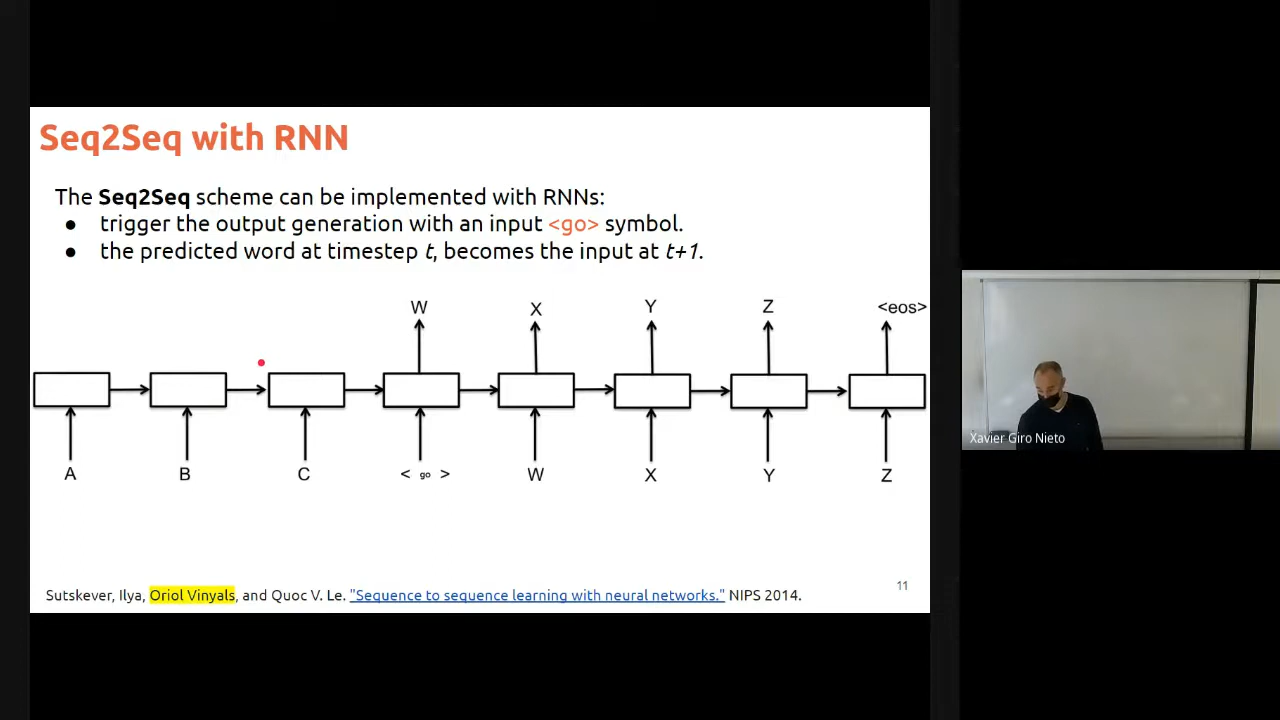 Seq2Seq with RNN
The Seq2Seq scheme can be implemented with RNNs:
● trigger the output generation with an input <go> symbol.
● the predicted word at timestep t, becomes the input at t+1.
W X Y Z <eos>
A B C < go > W X Y Z
Sutskever, Ilya, Oriol Vinyals, and Quoc V. Le. "Sequence to sequence learning with neural networks." NIPS 2014.
11
Xavier Giro Nieto